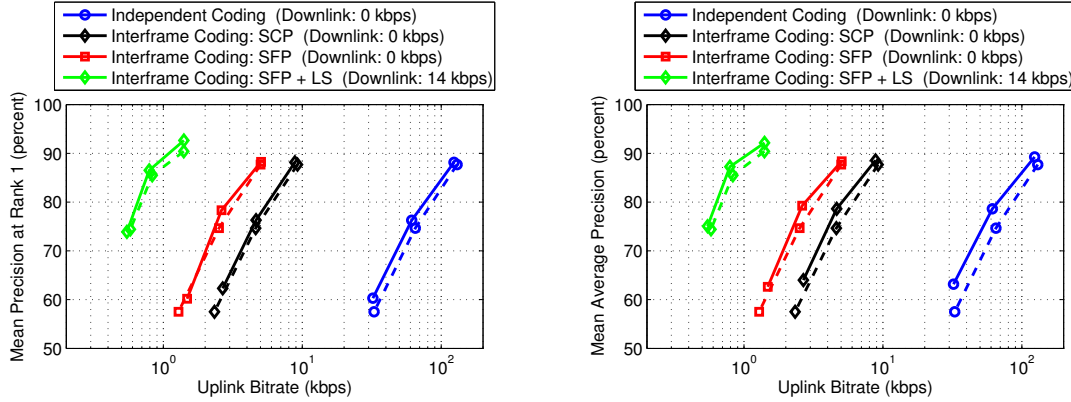 Independent Coding (Downlink: 0 kbps)
Interframe Coding: SCP (Downlink: 0 kbps)
Interframe Coding: SFP (Downlink: 0 kbps)
Interframe Coding: SFP + LS (Downlink: 14 kbps)
100
90
80
70
60
50
Mean Precision at Rank 1 (percent)
10^0
10^1
10^2
Uplink Bitrate (kbps)
Independent Coding (Downlink: 0 kbps)
Interframe Coding: SCP (Downlink: 0 kbps)
Interframe Coding: SFP (Downlink: 0 kbps)
Interframe Coding: SFP + LS (Downlink: 14 kbps)
100
90
80
70
60
50
Mean Average Precision (percent)
10^0
10^1
10^2
Uplink Bitrate (kbps)